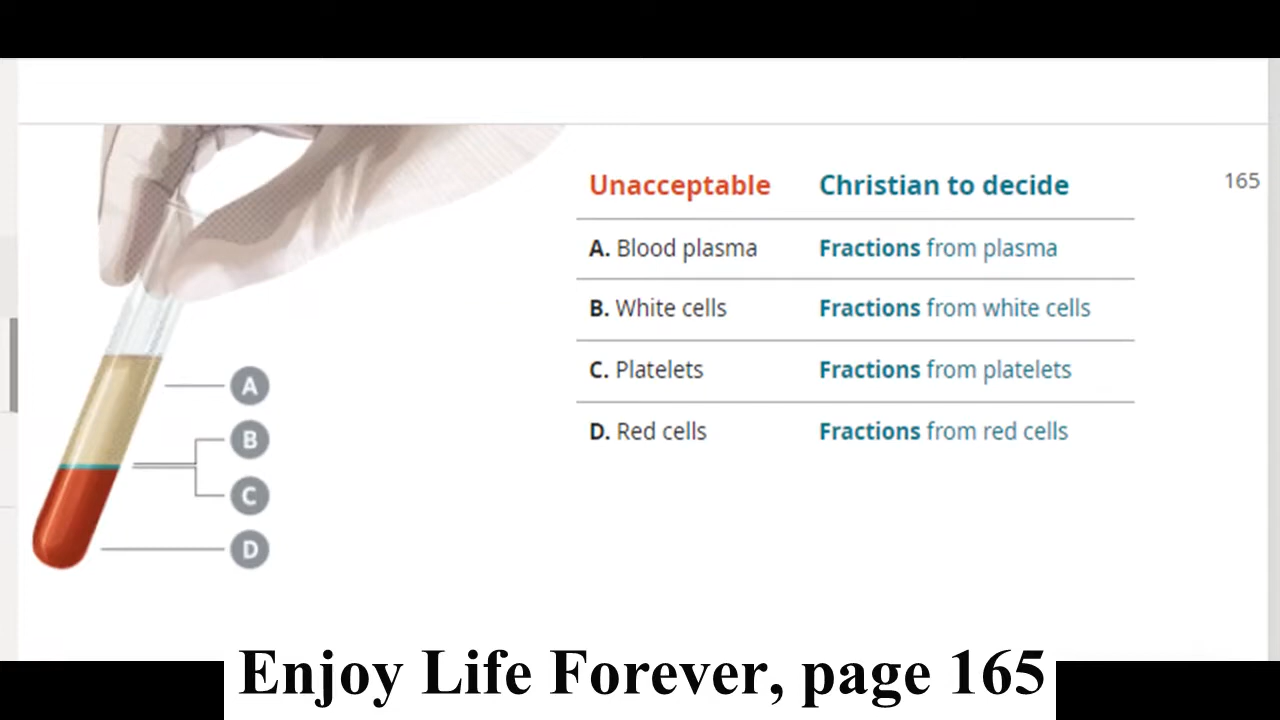 Unacceptable Christian to decide 165
A. Blood plasma Fractions from plasma
B. White cells Fractions from white cells
C. Platelets Fractions from platelets
D. Red cells Fractions from red cells
A
B
C
D
Enjoy Life Forever, page 165